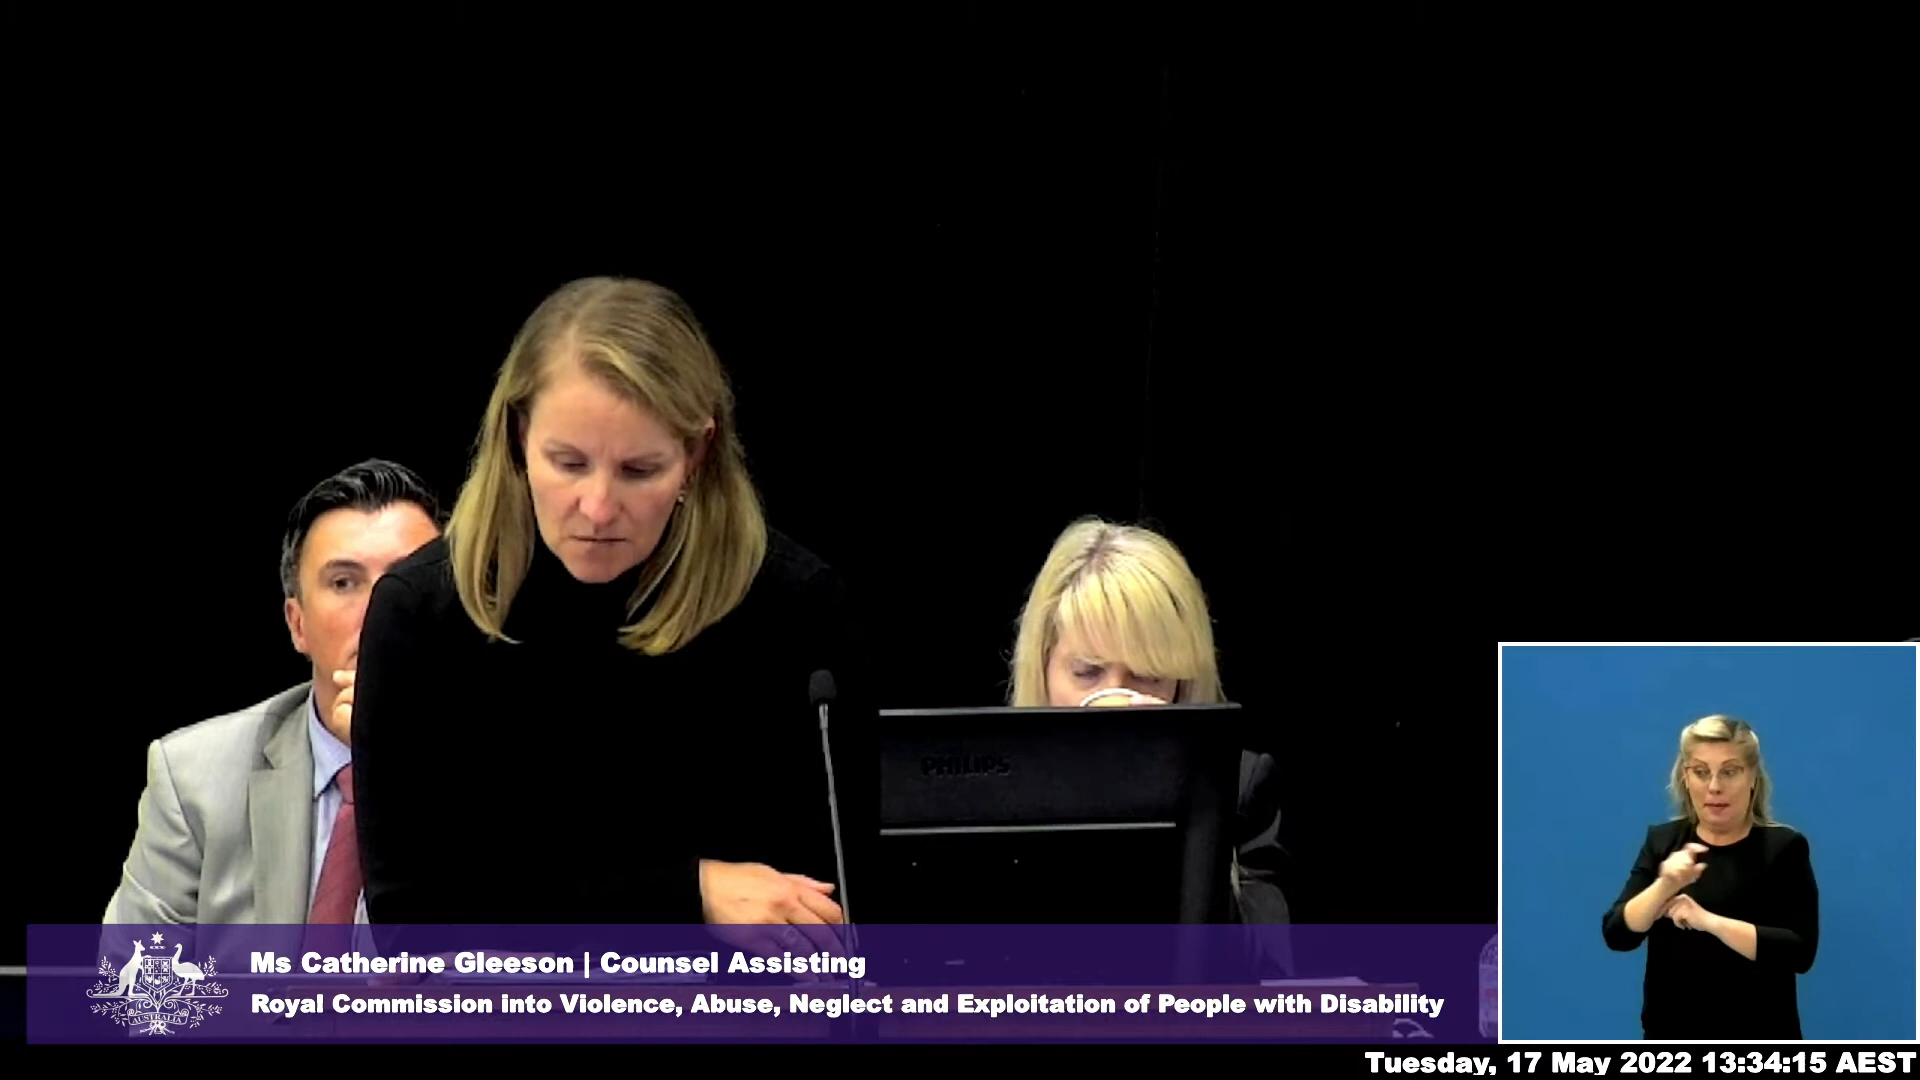 PHILIPS
Ms Catherine Gleeson | Counsel Assisting
Royal Commission into Violence, Abuse, Neglect and Exploitation of People with Disability
AUSTRALIA
Tuesday, 17 May 2022 13:34:15 AEST